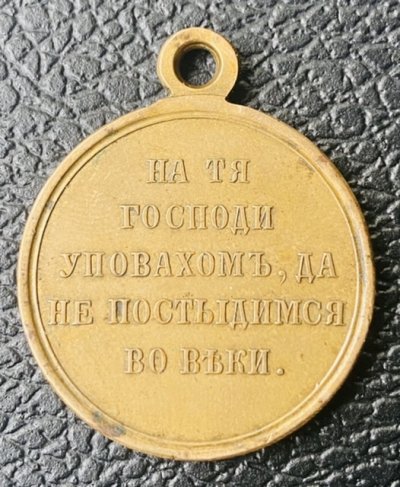 НА ТЯ
ГОСПОДИ
УПОВАХОМЪ, ДА
НЕ ПОСТЫДИМСЯ
ВО ВѢКИ.